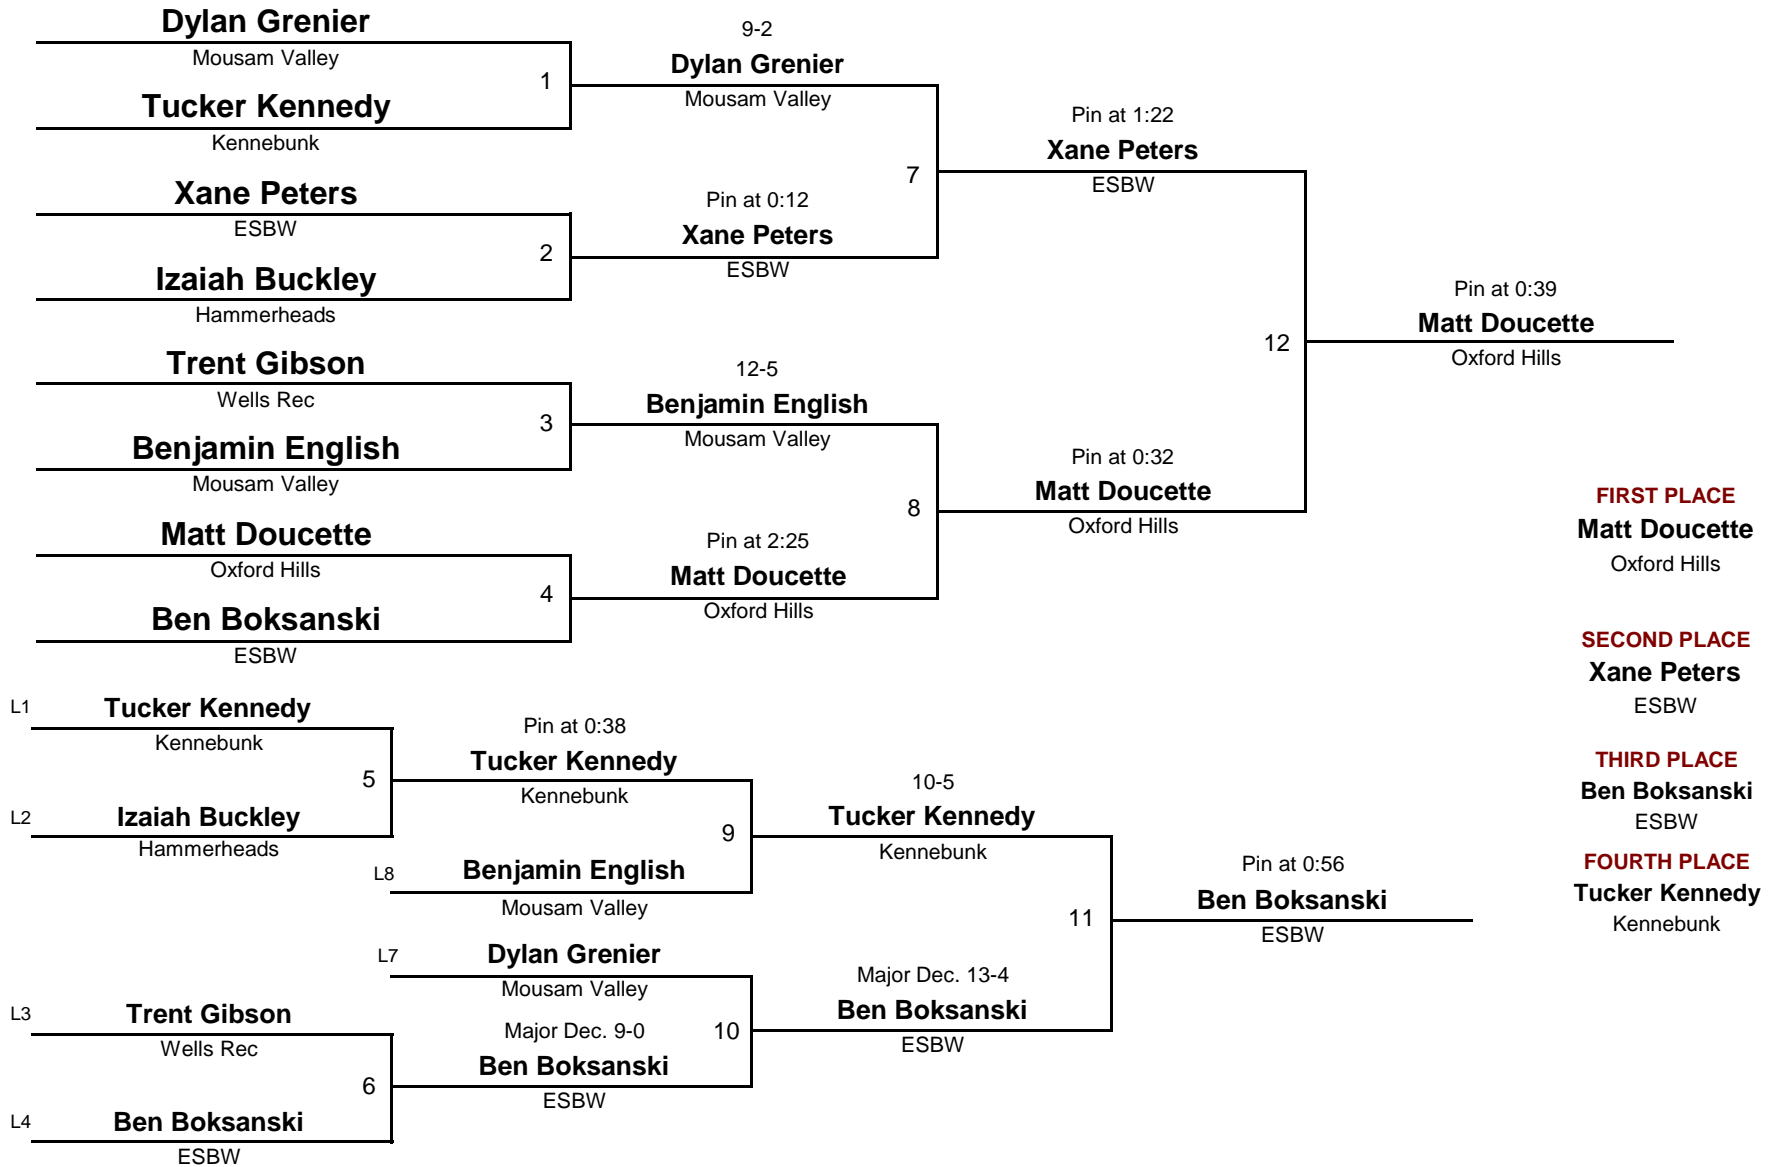 Dylan Grenier
Mousam Valley
1
Tucker Kennedy
Kennebunk
Xane Peters
ESBW
2
Izaiah Buckley
Hammerheads
Trent Gibson
Wells Rec
3
Benjamin English
Mousam Valley
Matt Doucette
Oxford Hills
4
Ben Boksanski
ESBW
9-2
Dylan Grenier
Mousam Valley
7
Pin at 0:12
Xane Peters
ESBW
12-5
Benjamin English
Mousam Valley
8
Pin at 2:25
Matt Doucette
Oxford Hills
Pin at 1:22
Xane Peters
ESBW
12
Pin at 0:32
Matt Doucette
Oxford Hills
Pin at 0:39
Matt Doucette
Oxford Hills
FIRST PLACE
Matt Doucette
Oxford Hills
SECOND PLACE
Xane Peters
ESBW
THIRD PLACE
Ben Boksanski
ESBW
FOURTH PLACE
Tucker Kennedy
Kennebunk
L1
Tucker Kennedy
Kennebunk
5
L2
Izaiah Buckley
Hammerheads
L3
Trent Gibson
Wells Rec
6
L4
Ben Boksanski
ESBW
Pin at 0:38
Tucker Kennedy
Kennebunk
9
L8
Benjamin English
Mousam Valley
L7
Dylan Grenier
Mousam Valley
10
Major Dec. 9-0
Ben Boksanski
ESBW
10-5
Tucker Kennedy
Kennebunk
11
Major Dec. 13-4
Ben Boksanski
ESBW
Pin at 0:56
Ben Boksanski
ESBW